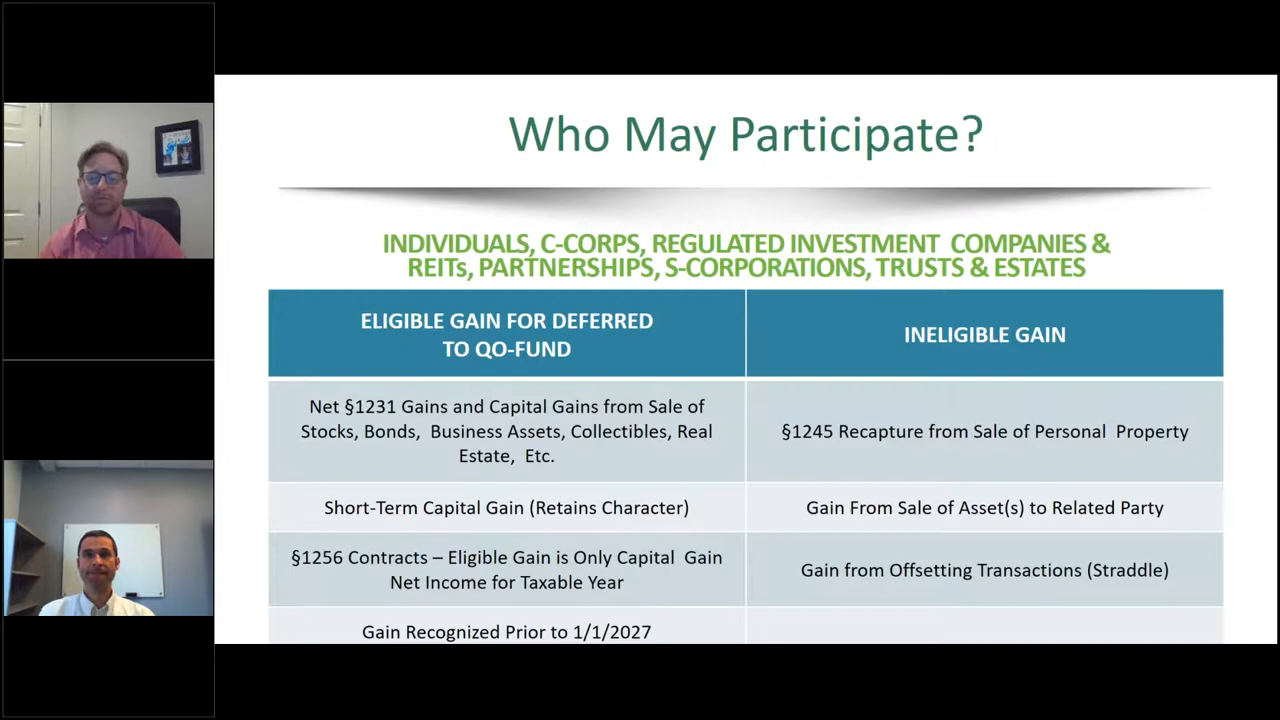 Who May Participate?
INDIVIDUALS, C-CORPS, REGULATED INVESTMENT COMPANIES &
REITs, PARTNERSHIPS, S-CORPORATIONS, TRUSTS & ESTATES
ELIGIBLE GAIN FOR DEFERRED
TO QO-FUND
INELIGIBLE GAIN
Net §1231 Gains and Capital Gains from Sale of
Stocks, Bonds, Business Assets, Collectibles, Real
Estate, Etc.
§1245 Recapture from Sale of Personal Property
Short-Term Capital Gain (Retains Character)
Gain From Sale of Asset(s) to Related Party
§1256 Contracts – Eligible Gain is Only Capital Gain
Net Income for Taxable Year
Gain from Offsetting Transactions (Straddle)
Gain Recognized Prior to 1/1/2027